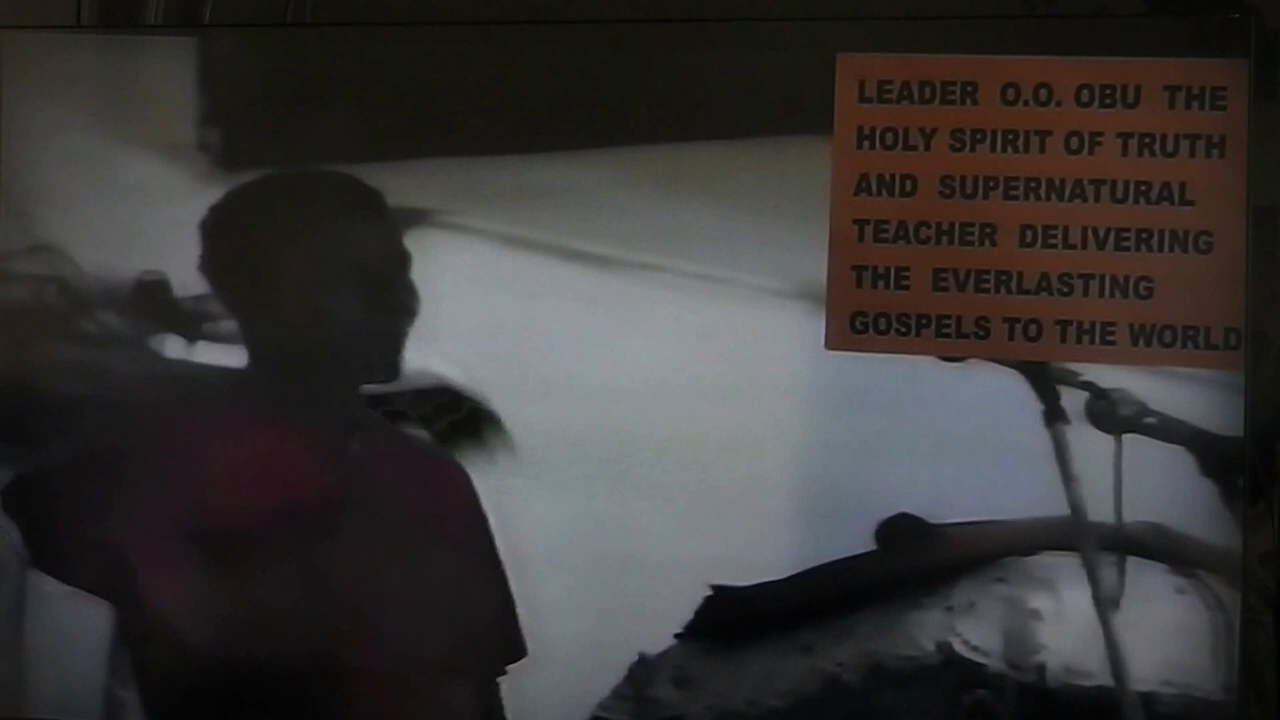 LEADER O.O. OBU THE
HOLY SPIRIT OF TRUTH
AND SUPERNATURAL
TEACHER DELIVERING
THE EVERLASTING
GOSPELS TO THE WORLD